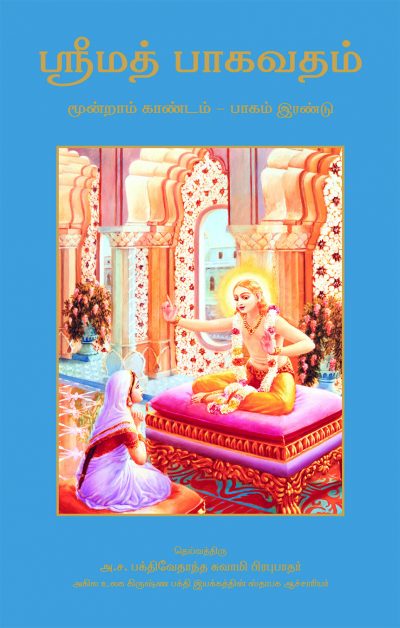 ஸ்ரீமத் பாகவதம்
மூன்றாம் காண்டம் – பாகம் இரண்டு
தெய்வத்திரு
அ.ச. பக்திவேதாந்த சுவாமி பிரபுபாதர்
அகில உலக கிருஷ்ண பக்தி இயக்கத்தின் ஸ்தாபக ஆச்சாரியர்